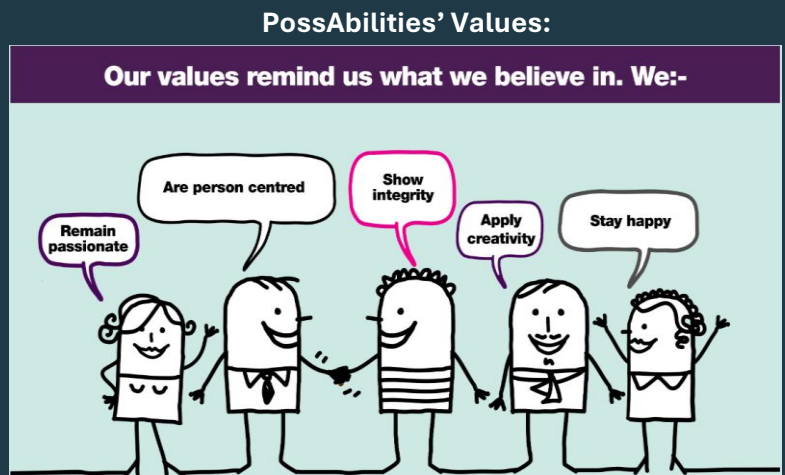 PossAbilities’ Values:
Our values remind us what we believe in. We:-
Remain
passionate
Are person centred
Show
integrity
Apply
creativity
Stay happy